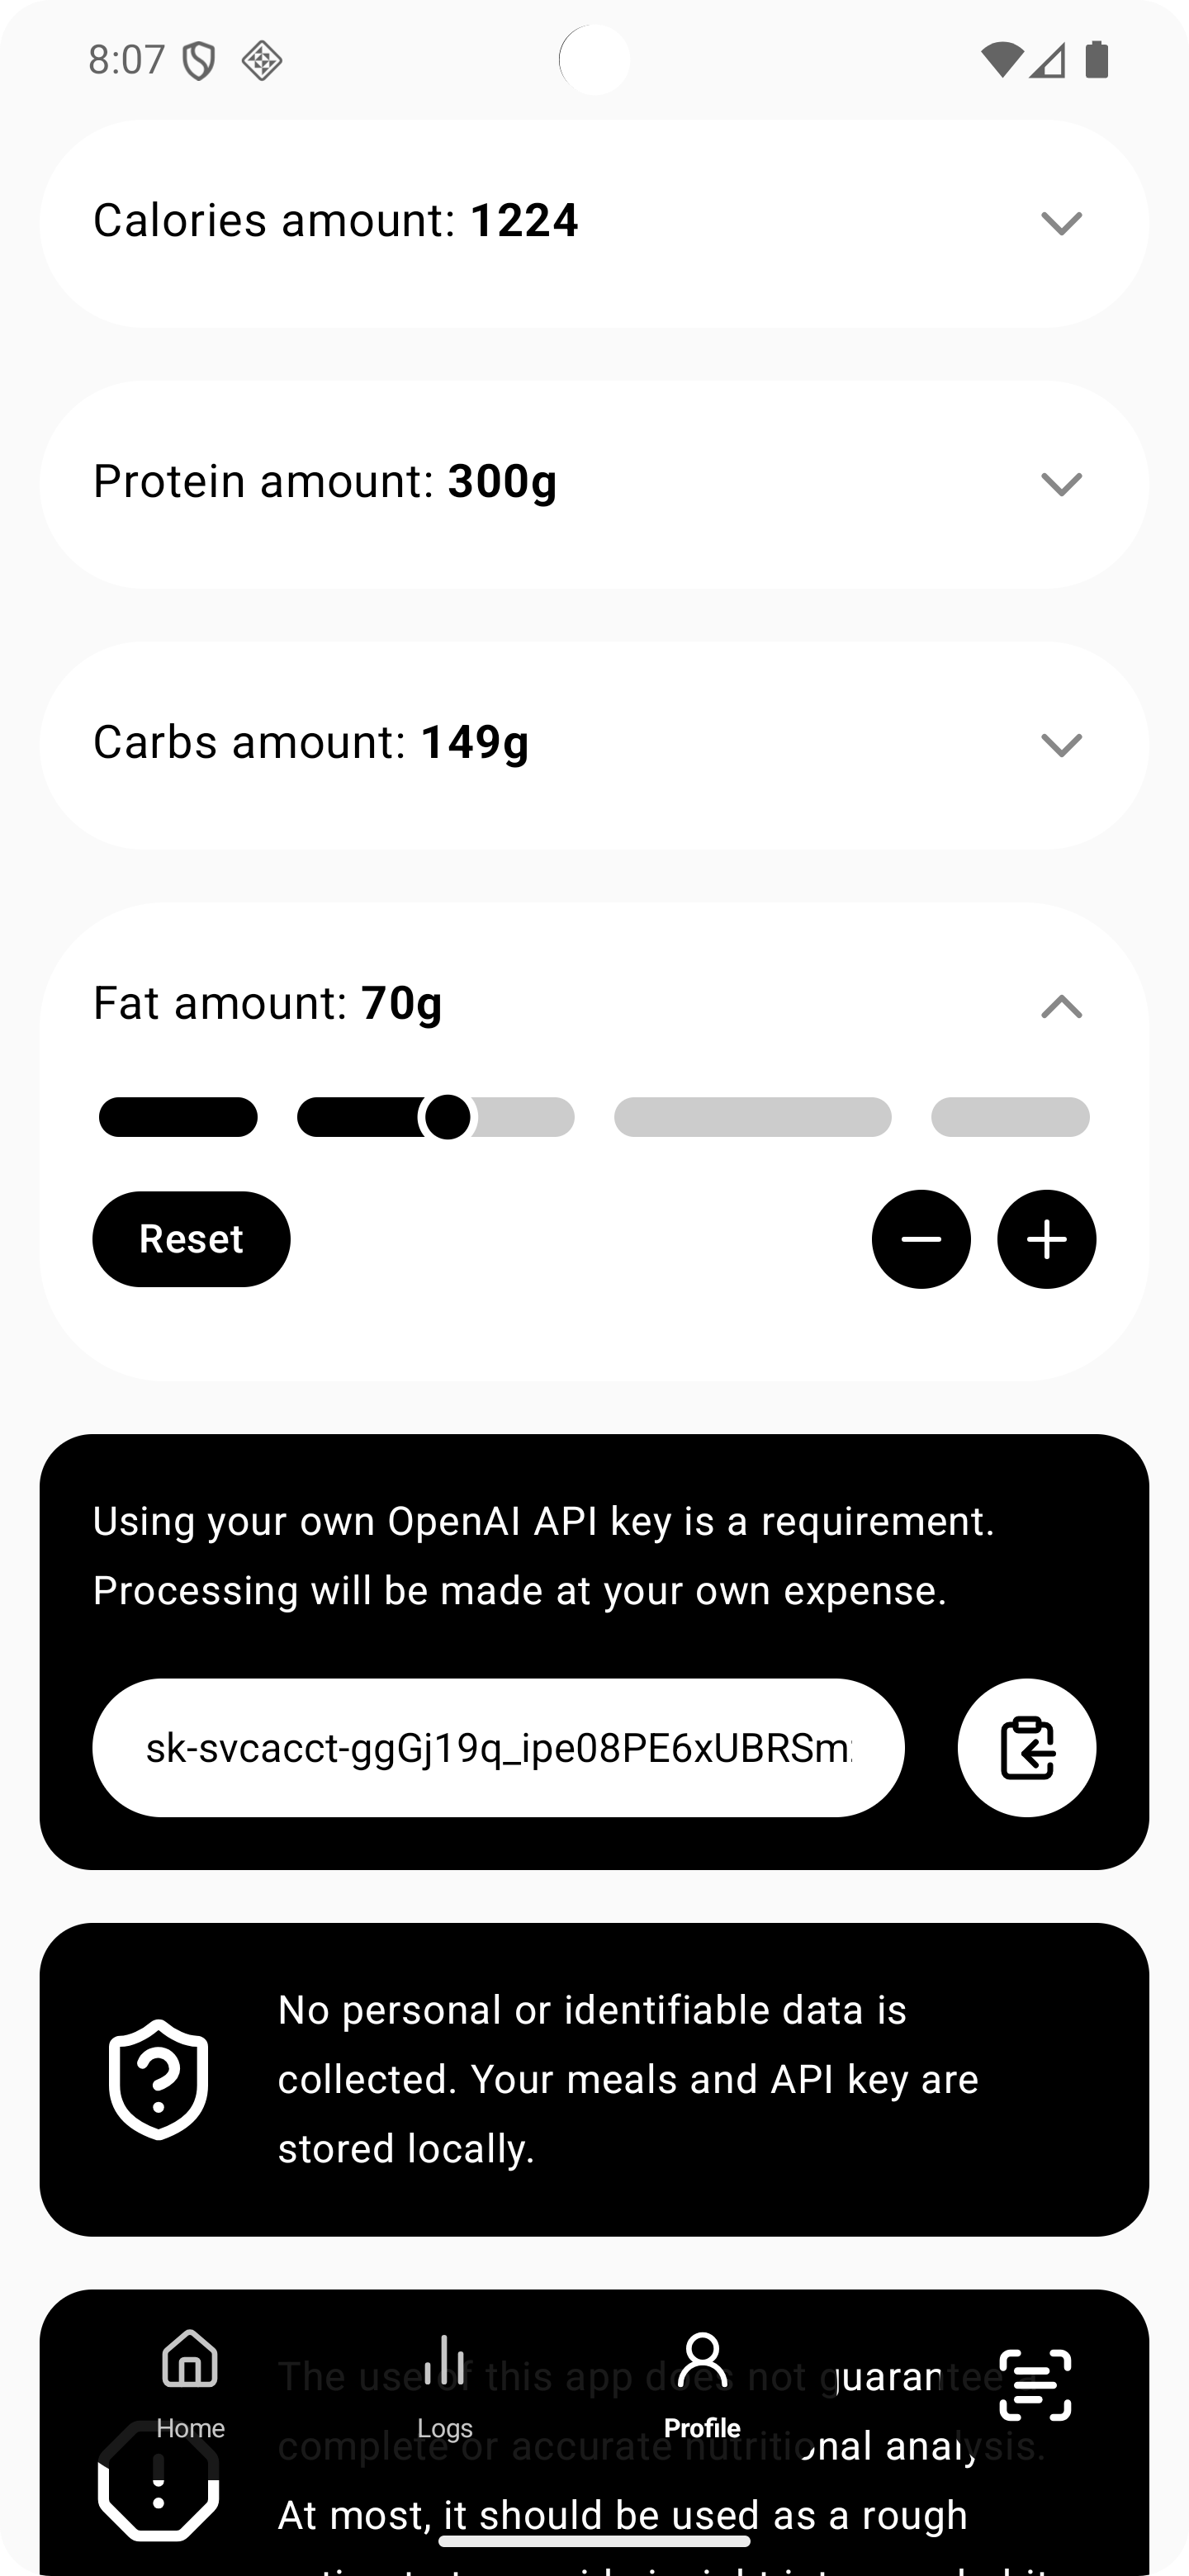 8:07
Calories amount: 1224
Protein amount: 300g
Carbs amount: 149g
Fat amount: 70g
Reset
Using your own OpenAI API key is a requirement.
Processing will be made at your own expense.
sk-svcacct-ggGj19q_ipe08PE6xUBRSm
No personal or identifiable data is
collected. Your meals and API key are
stored locally.
The use of this app does not guarantee a
complete or accurate nutritional analysis.
At most, it should be used as a rough
Home
Logs
Profile